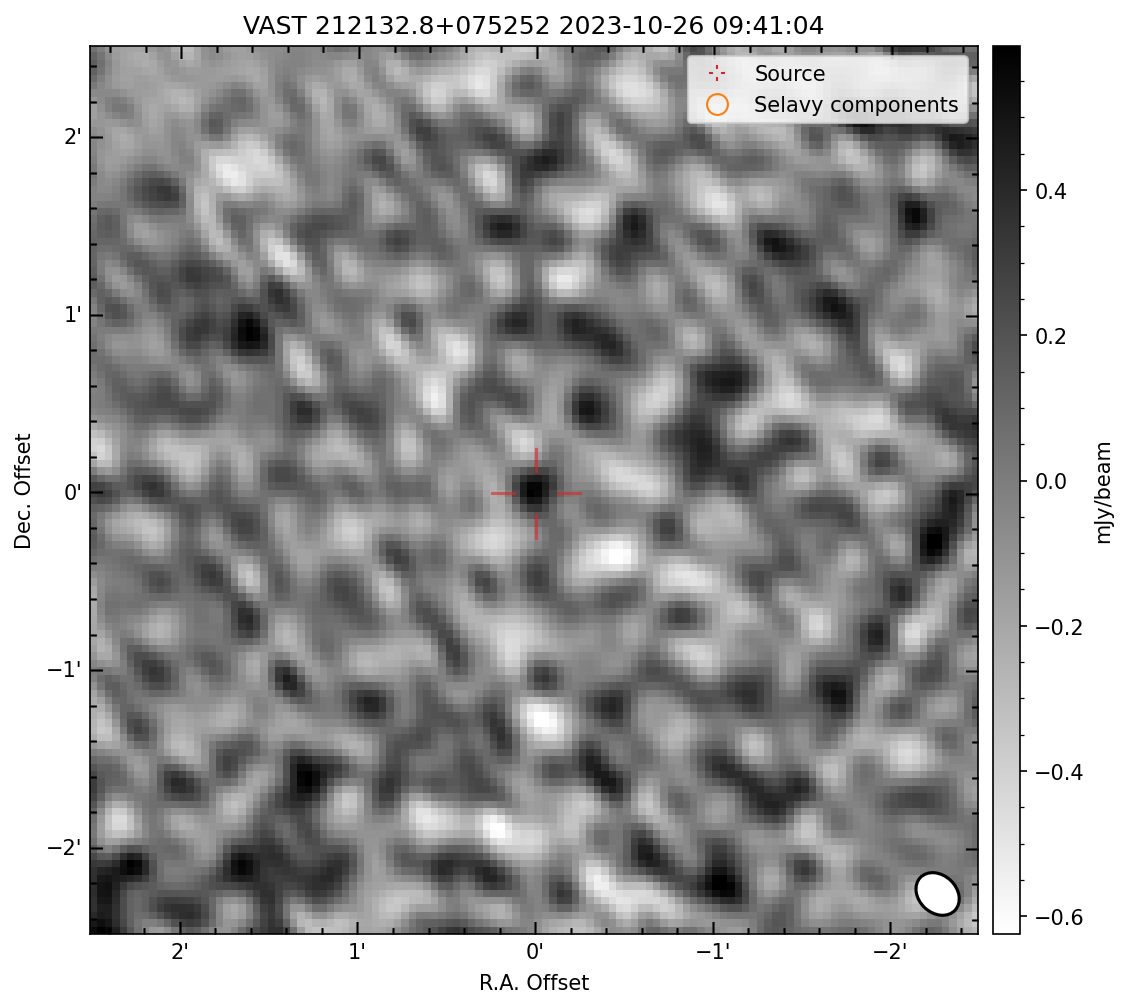 VAST 212132.8+075252 2023-10-26 09:41:04
Source
Selavy components
2'
1'
0'
−1'
−2'
Dec. Offset
2'
1'
0'
−1'
−2'
R.A. Offset
0.4
0.2
0.0
−0.2
−0.4
−0.6
mJy/beam